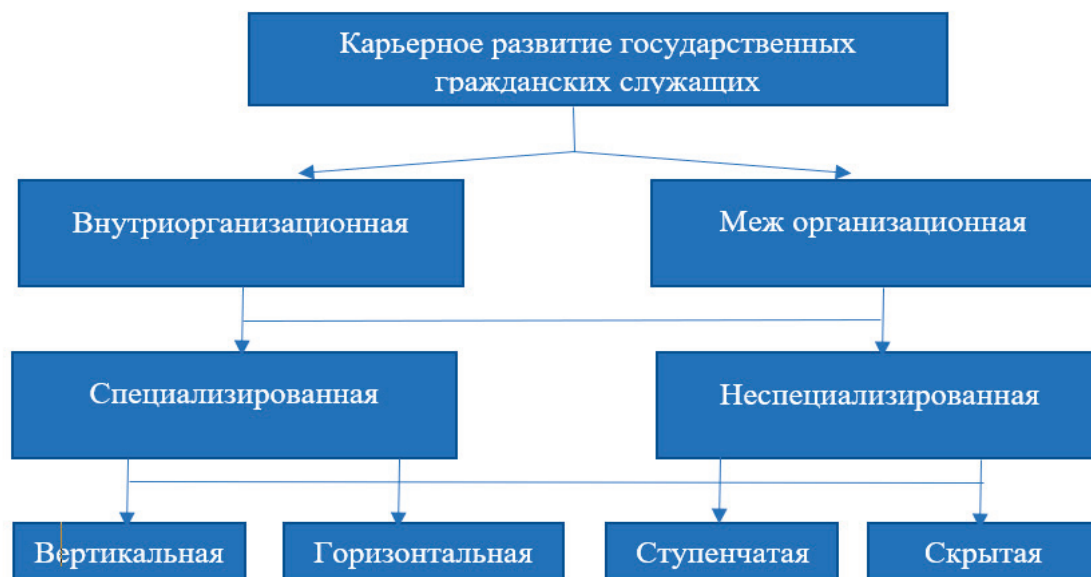 Карьерное развитие государственных
гражданских служащих
Внутриорганизационная
Меж организационная
Специализированная
Неспециализированная
Вертикальная
Горизонтальная
Ступенчатая
Скрытая